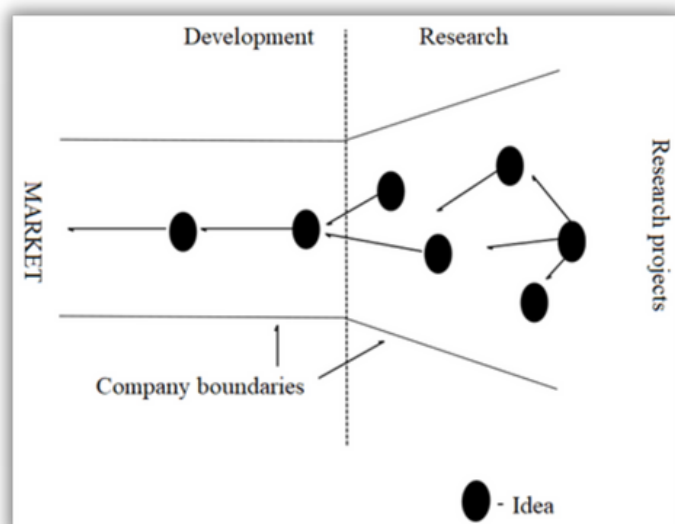 Development
Research
MARKET
Research projects
Company boundaries
- Idea